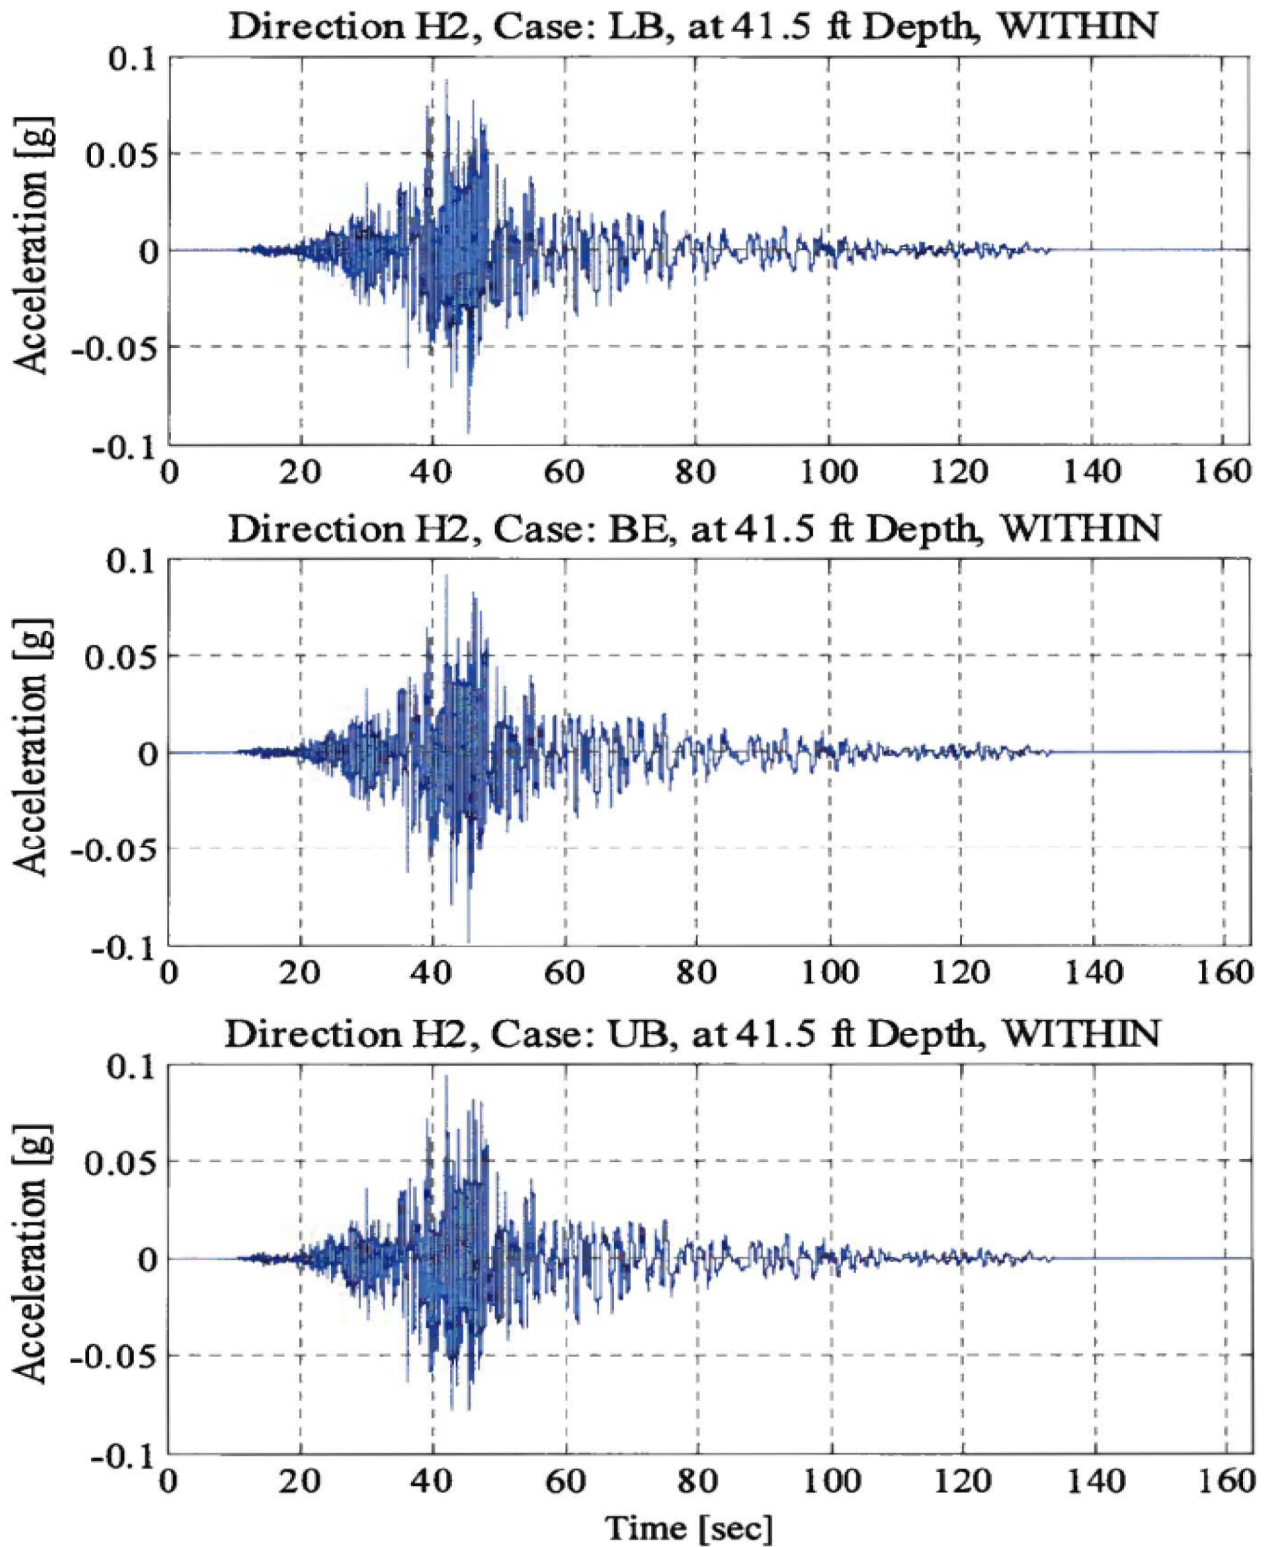 Direction H2, Case: LB, at 41.5 ft Depth, WITHIN
Acceleration [g]
0.1
0.05
0
-0.05
-0.1
0 20 40 60 80 100 120 140 160
Direction H2, Case: BE, at 41.5 ft Depth, WITHIN
Acceleration [g]
0.1
0.05
0
-0.05
-0.1
0 20 40 60 80 100 120 140 160
Direction H2, Case: UB, at 41.5 ft Depth, WITHIN
Acceleration [g]
0.1
0.05
0
-0.05
-0.1
0 20 40 60 80 100 120 140 160
Time [sec]